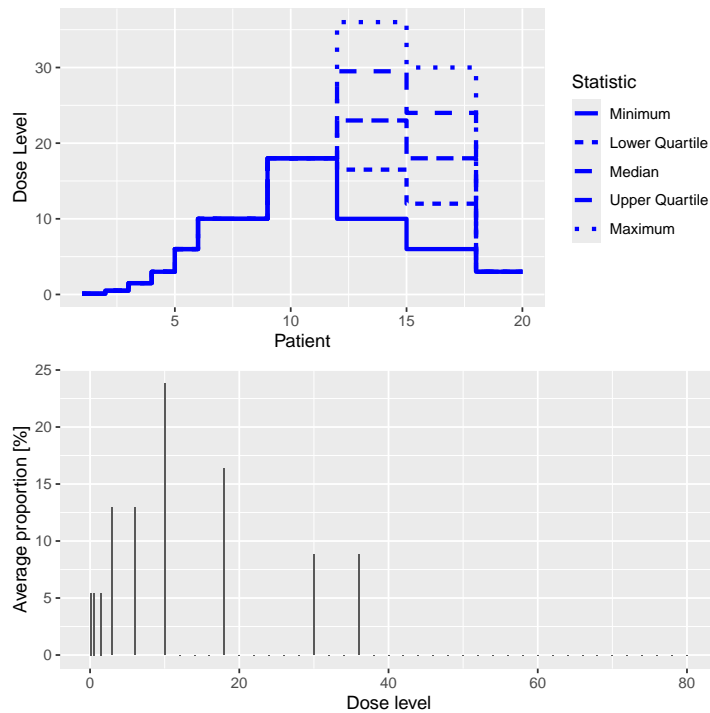 30
20
10
0
Dose Level
5
10
15
20
Patient
Statistic
Minimum
Lower Quartile
Median
Upper Quartile
Maximum
25
20
15
10
5
0
Average proportion [%]
0
20
40
60
80
Dose level